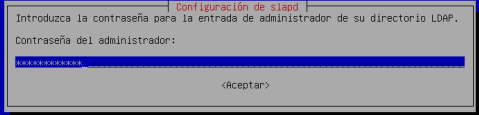 Configuración de slapd
Introduzca la contraseña para la entrada de administrador de su directorio LDAP.
Contraseña del administrador:
************
<Aceptar>